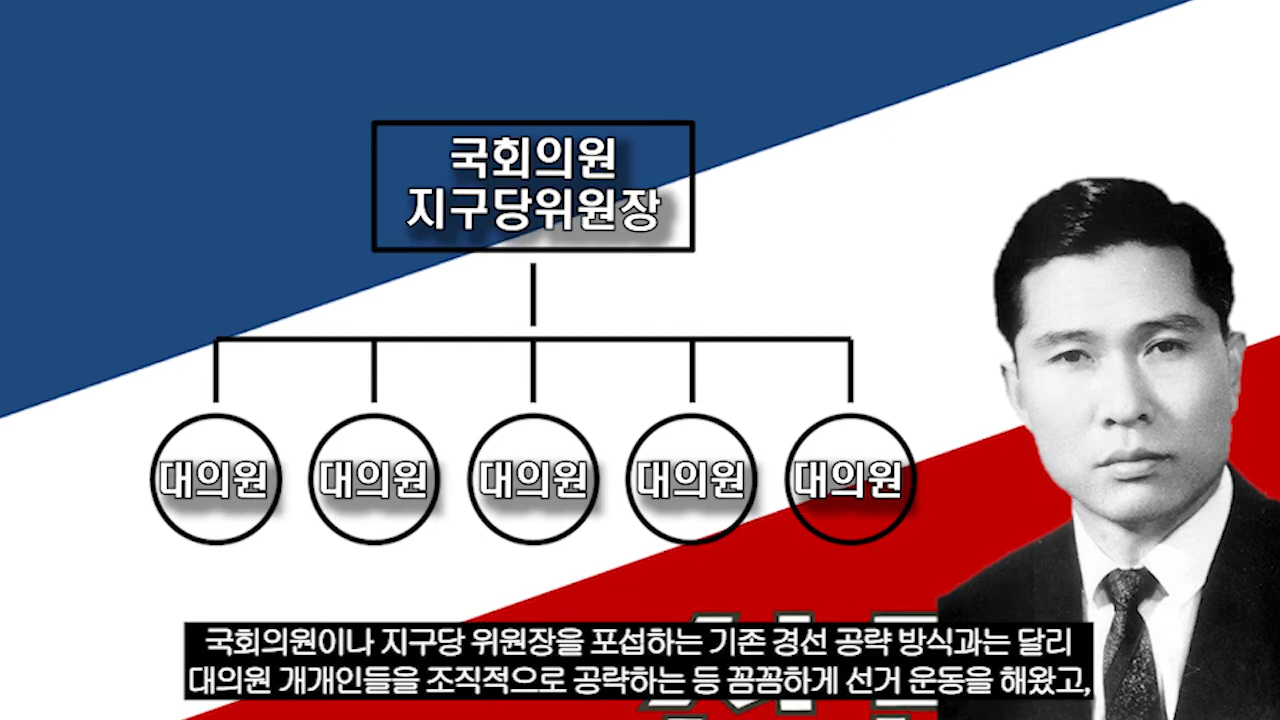 국회의원
지구당위원장
대의원 대의원 대의원 대의원 대의원
국회의원이나 지구당 위원장을 포섭하는 기존 경선 공략 방식과는 달리
대의원 개개인들을 조직적으로 공략하는 등 꼼꼼하게 선거 운동을 해왔고,